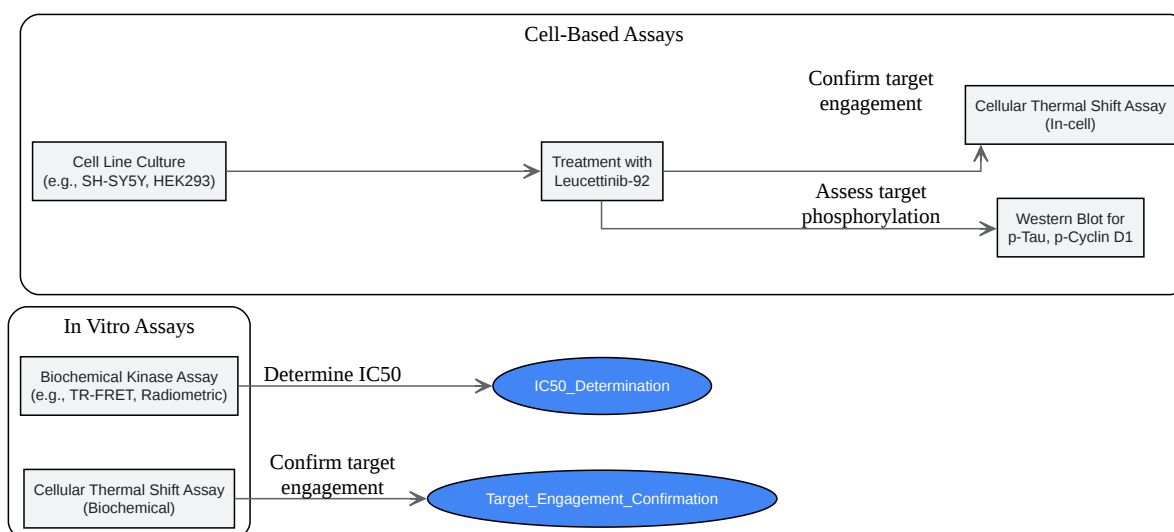 Cell-Based Assays
Confirm target
engagement
Cellular Thermal Shift Assay
(In-cell)
Cell Line Culture
(e.g., SH-SY5Y, HEK293)
Treatment with
Leucettinib-92
Assess target
phosphorylation
Western Blot for
p-Tau, p-Cyclin D1
In Vitro Assays
Biochemical Kinase Assay
(e.g., TR-FRET, Radiometric)
Determine IC50
IC50_Determination
Cellular Thermal Shift Assay
(Biochemical)
Confirm target
engagement
Target_Engagement_Confirmation